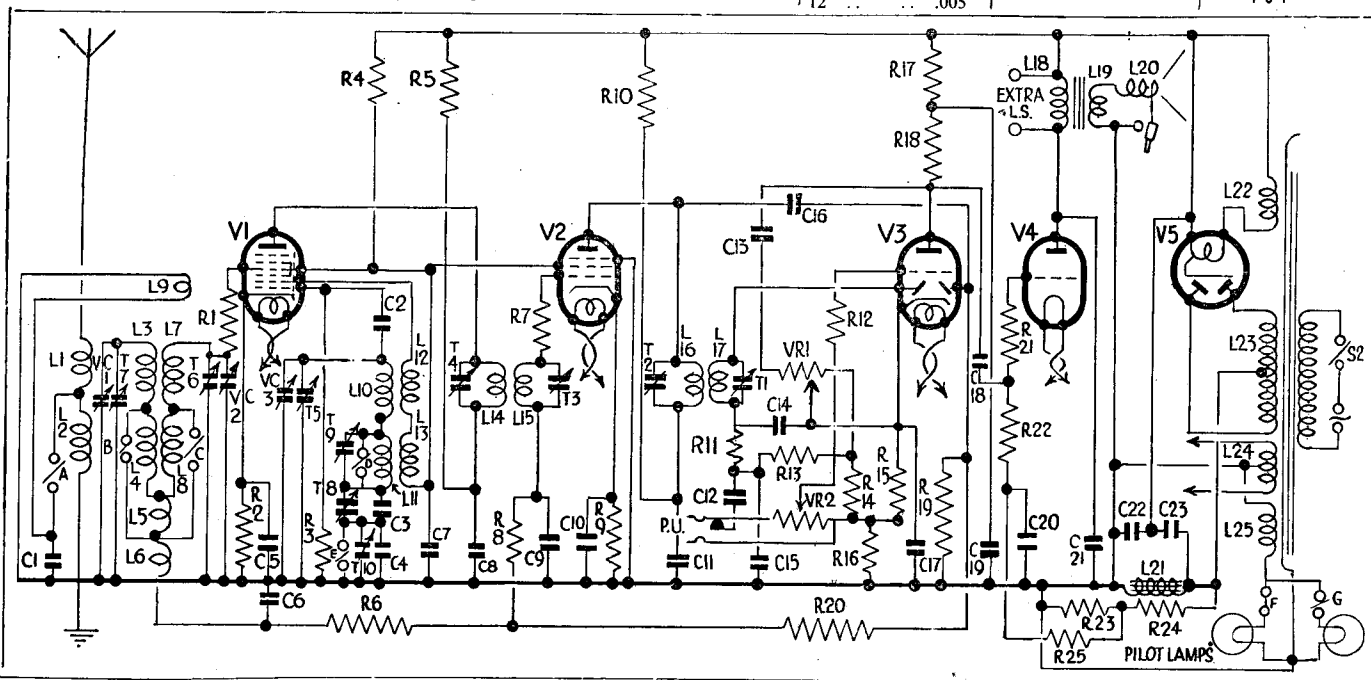 12 .. .. .005
R4
R5
R10
R17
R18
L18
EXTRA
L.S.
L19
L20
L22
V1
V2
C13
C16
V3
V4
V5
L9
R1
C2
R7
R12
L1
VC
1
T
7
L3
L7
T
6
VC
2
VC
3
T5
L10
L
12
T
4
L14
L15
T3
T
2
L
16
L
17
T1
VR1
C
18
R
21
L23
S2
L
2
A
B
L
4
L
8
C
T
9
D
L
13
L11
C14
R11
R13
R
15
R22
L24
L5
L6
R
2
C5
R
3
T8
C3
E
T
10
C4
C7
C8
R
8
C9
C10
R
9
C12
P.U.
VR2
R
14
R
19
C20
C
21
C22
C23
L25
C1
C6
R6
C11
C15
R16
C17
C
19
L21
R20
R23
R24
R25
F
G
PILOT LAMPS